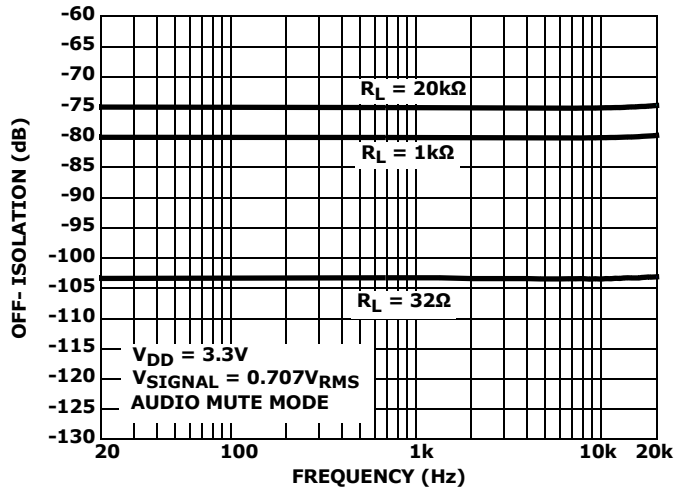 -60
-65
-70
-75
-80
-85
-90
-95
-100
-105
-110
-115
-120
-125
-130
OFF- ISOLATION (dB)
RL = 20kΩ
RL = 1kΩ
RL = 32Ω
VDD = 3.3V
VSIGNAL = 0.707VRMS
AUDIO MUTE MODE
20 100 1k 10k 20k
FREQUENCY (Hz)